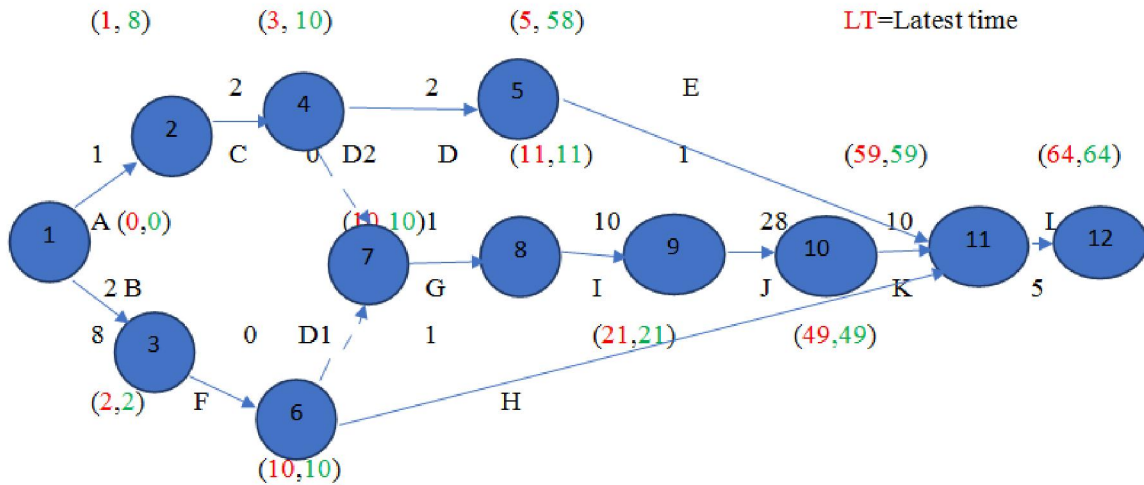 (1, 8) (3, 10) (5, 58) LT=Latest time
2 4 2 5 E
2
1 C 0 D2 D (11,11) 1 (59,59) (64,64)
1 A (0,0) (10,10) 1 10 28 10 11 L 12
7 8 9 10
2 B G I J K 5
8 3 0 D1 1 (21,21) (49,49)
(2,2) F 6 H
(10,10)